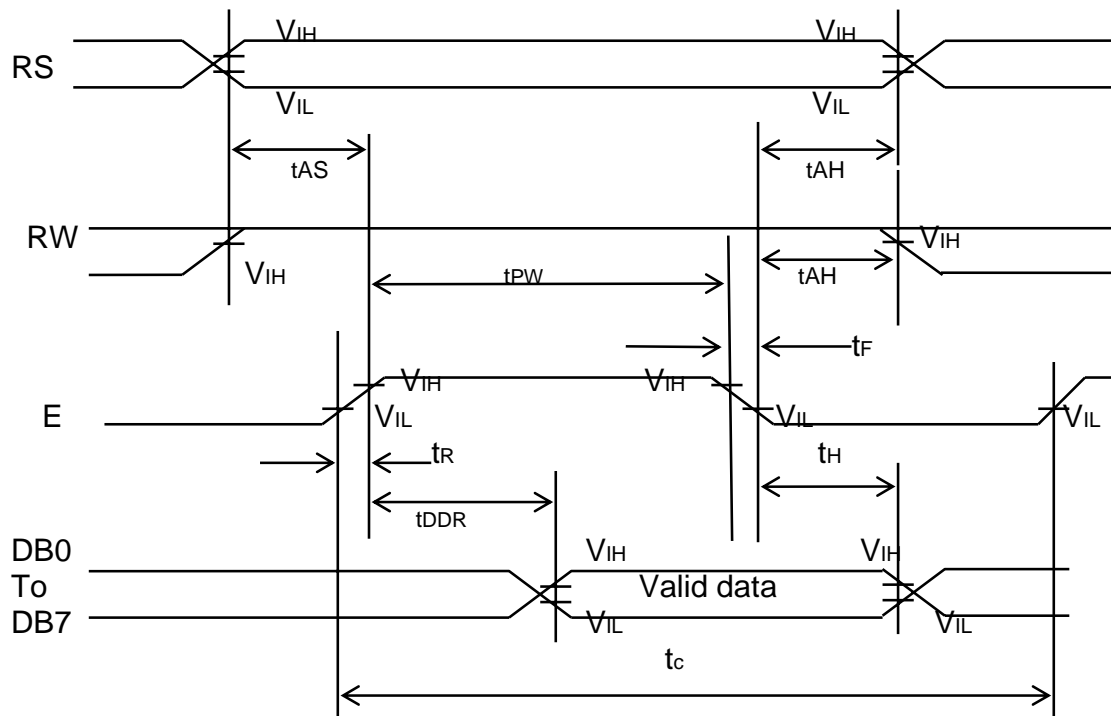 VIH VIH
RS
VIL VIL
tAS tAH
RW VIH
VIH tPW tAH
tF
VIH VIH
E VIL VIL VIL
tR tH
tDDR
DB0 VIH VIH
To Valid data
DB7 VIL VIL
tc